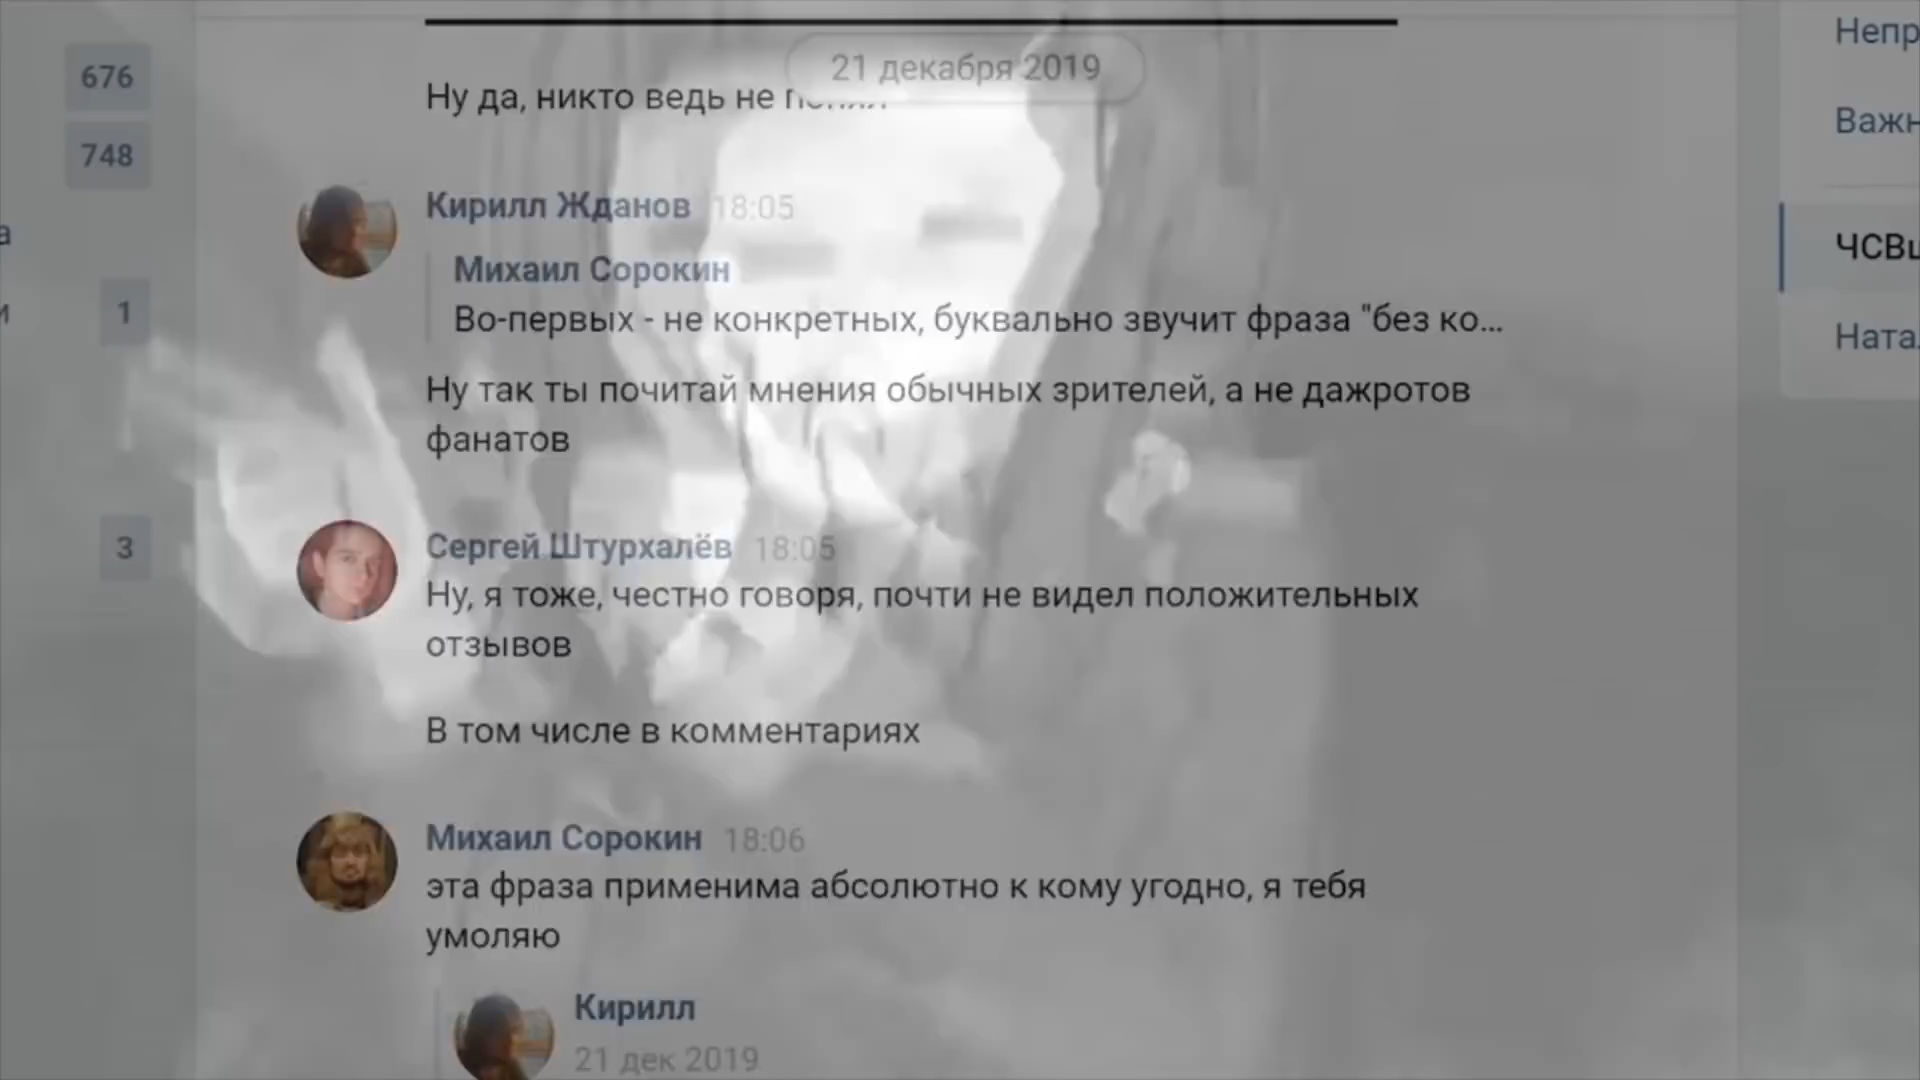 21 декабря 2019
Ну да, никто ведь не
Кирилл Жданов 18:05
Михаил Сорокин
Во-первых - не конкретных, буквально звучит фраза "без ко...
Ну так ты почитай мнения обычных зрителей, а не дажротов
фанатов
Сергей Штурхалёв 18:05
Ну, я тоже, честно говоря, почти не видел положительных
отзывов
В том числе в комментариях
Михаил Сорокин 18:06
эта фраза применима абсолютно к кому угодно, я тебя
умоляю
Кирилл
21 дек 2019
676
748
а
и 1
3
Непр
Важн
ЧСВ
Ната